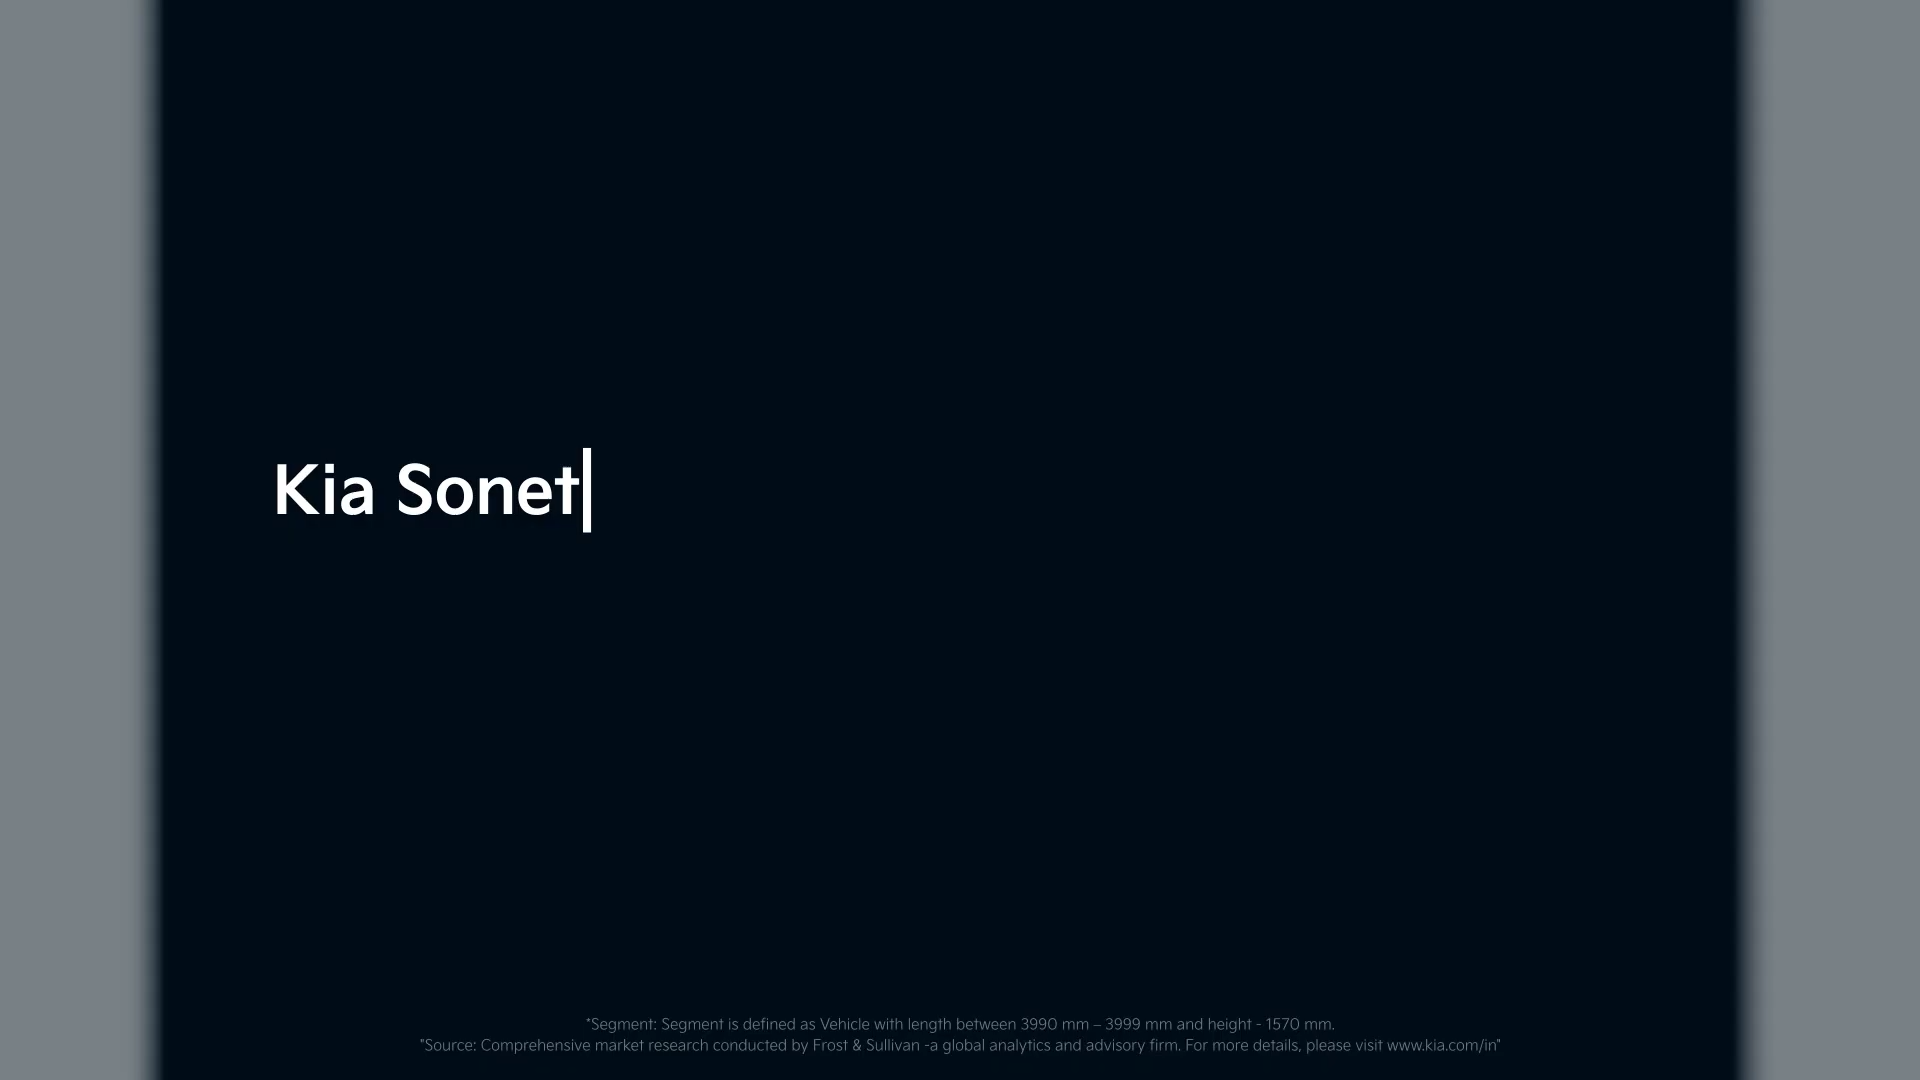 Kia Sonet
*Segment: Segment is defined as Vehicle with length between 3990 mm – 3999 mm and height - 1570 mm.
"Source: Comprehensive market research conducted by Frost & Sullivan -a global analytics and advisory firm. For more details, please visit www.kia.com/in"